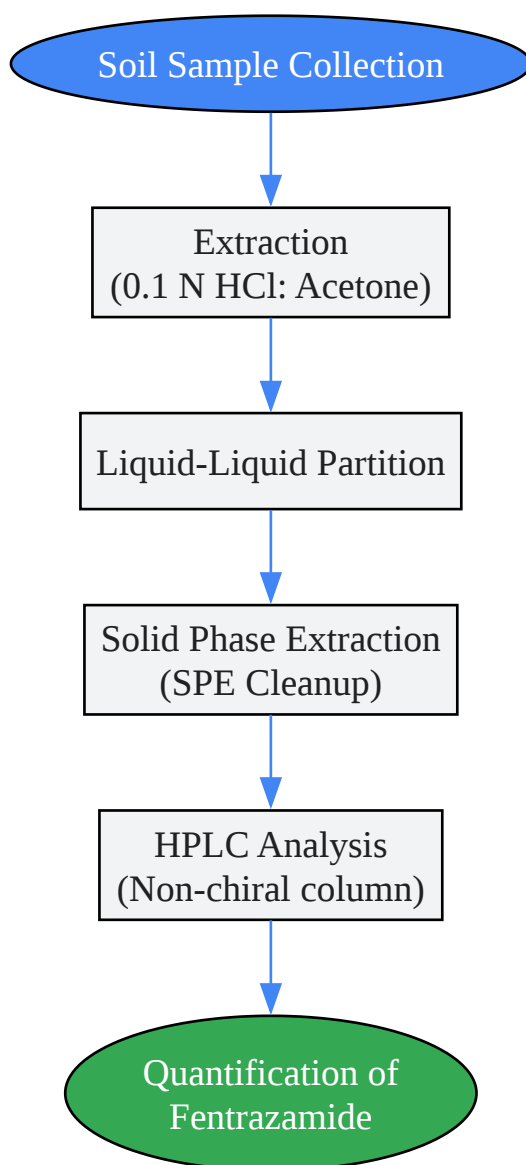 Soil Sample Collection
Extraction
(0.1 N HCl: Acetone)
Liquid-Liquid Partition
Solid Phase Extraction
(SPE Cleanup)
HPLC Analysis
(Non-chiral column)
Quantification of
Fentrazamide